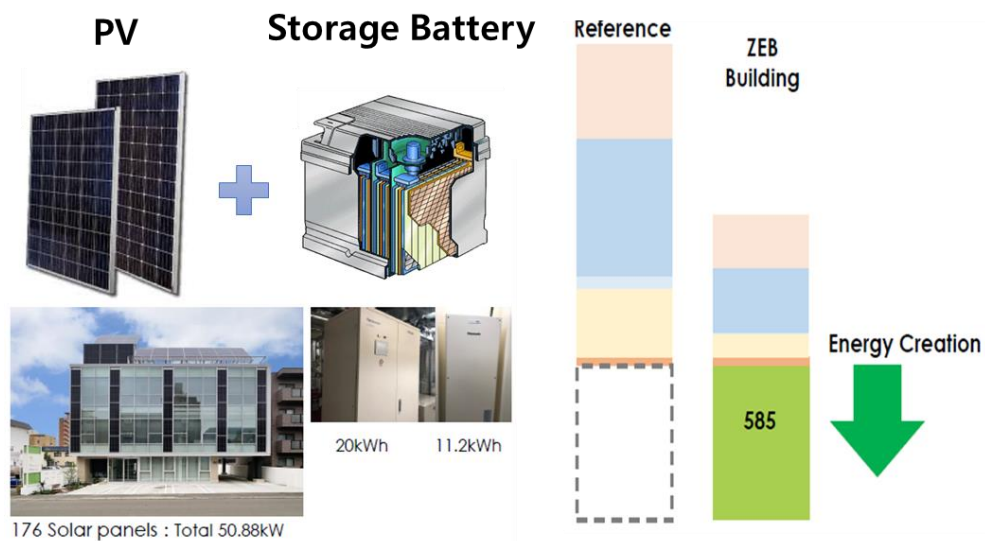 PV
Storage Battery
Reference
ZEB
Building
Energy Creation
585
20kWh
11.2kWh
176 Solar panels : Total 50.88kW